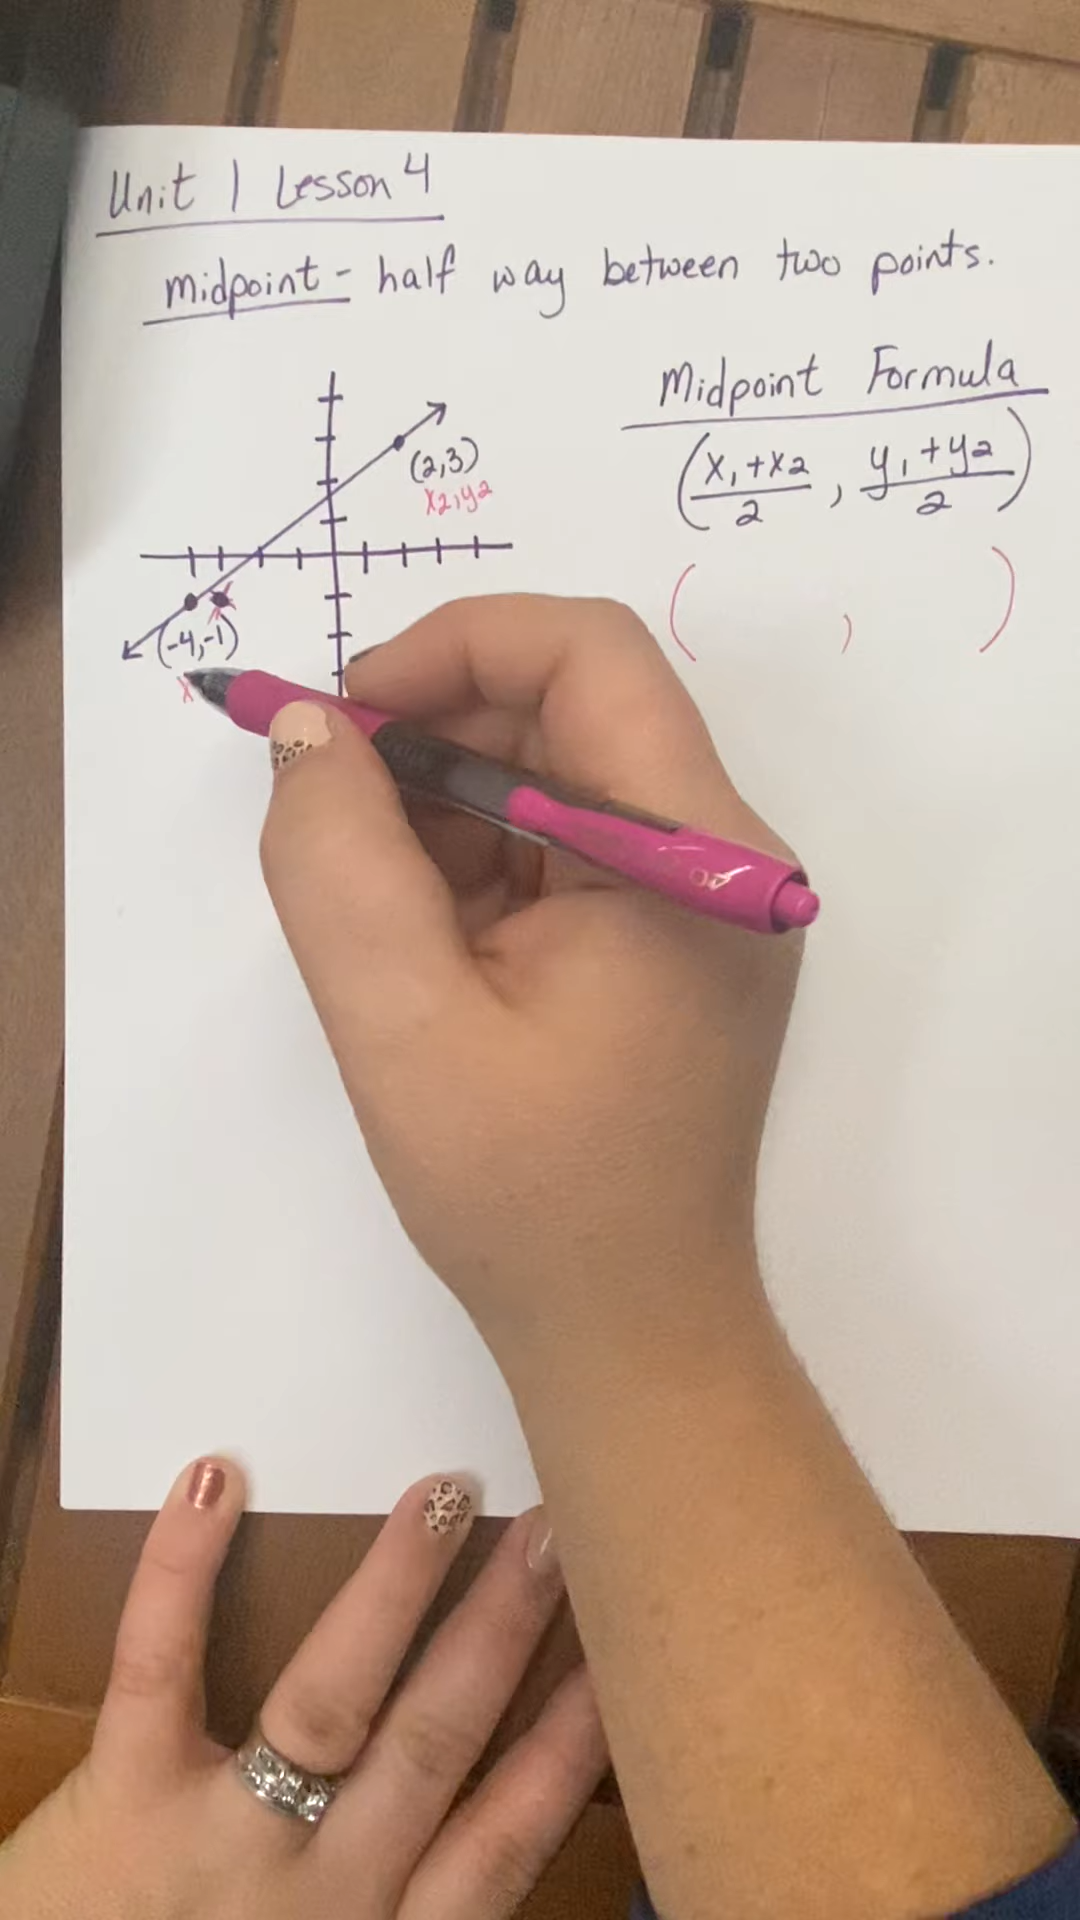 Unit 1 Lesson 4
midpoint - half way between two points.
Midpoint Formula
(x₁+x₂/2, y₁+y₂/2)
(2,3)
x₂,y₂
( , )
(-4,-1)
x